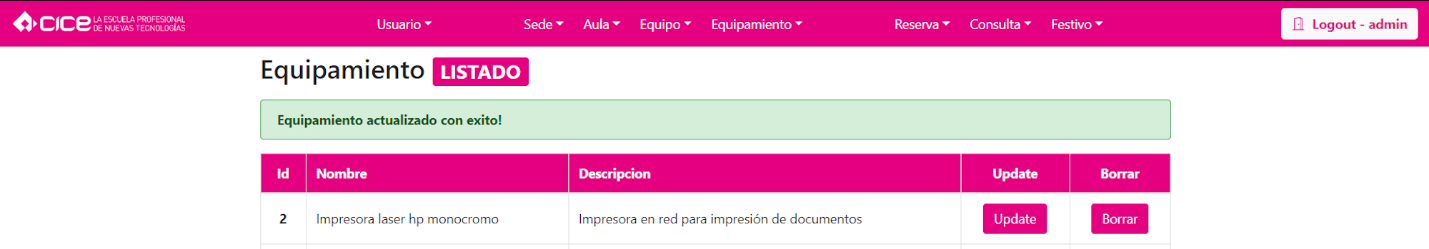 CICE LA ESCUELA PROFESIONAL
DE NUEVAS TECNOLOGÍAS
Usuario Sede Aula Equipo Equipamiento Reserva Consulta Festivo Logout - admin
Equipamiento LISTADO
Equipamiento actualizado con exito!
Id Nombre Descripcion Update Borrar
2 Impresora laser hp monocromo Impresora en red para impresión de documentos Update Borrar